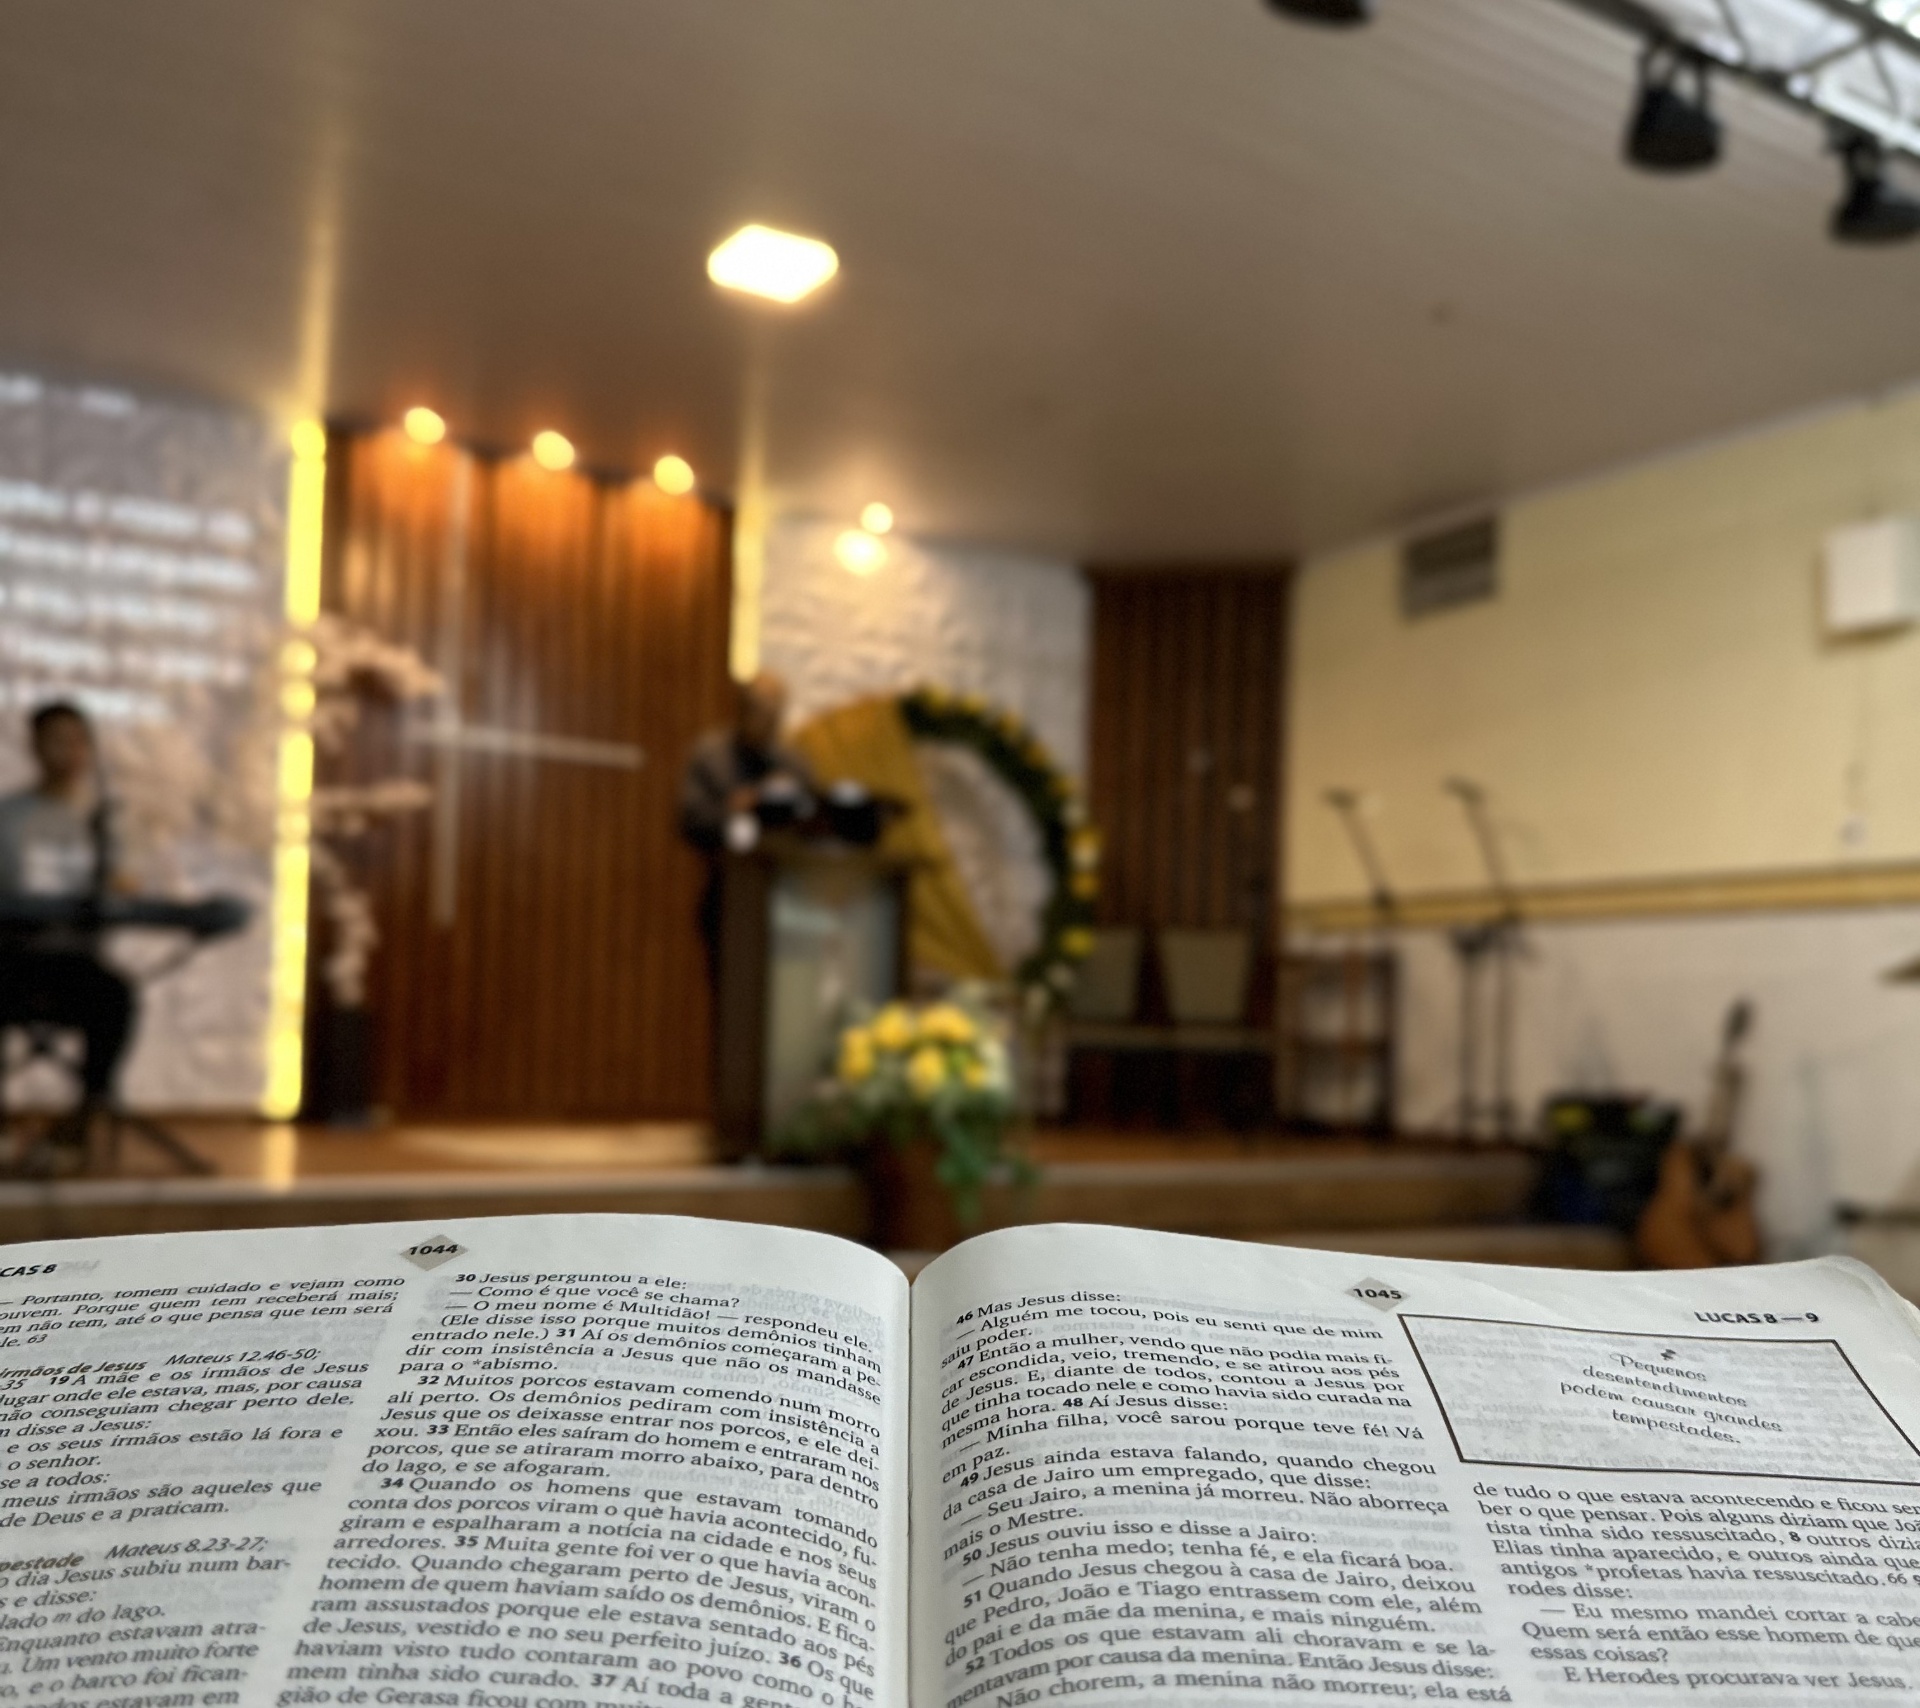 CAS 8
1044
— Portanto, tomem cuidado e vejam como
ouvem. Porque quem tem receberá mais;
em não tem, até o que pensa que tem será
le. 63
irmãos de Jesus Mateus 12.46-50;
35 19 A mãe e os irmãos de Jesus
lugar onde ele estava, mas, por causa
não conseguiam chegar perto dele.
m disse a Jesus:
e os seus irmãos estão lá fora e
o senhor.
se a todos:
meus irmãos são aqueles que
de Deus e a praticam.
pestade Mateus 8.23-27;
o dia Jesus subiu num bar-
s e disse:
lado m do lago.
Enquanto estavam atra-
u. Um vento muito forte
o, e o barco foi fican-
todos estavam em
30 Jesus perguntou a ele:
— Como é que você se chama?
— O meu nome é Multidão! — respondeu ele.
(Ele disse isso porque muitos demônios tinham
entrado nele.) 31 Aí os demônios começaram a pe-
dir com insistência a Jesus que não os mandasse
para o *abismo.
32 Muitos porcos estavam comendo num morro
ali perto. Os demônios pediram com insistência a
Jesus que os deixasse entrar nos porcos, e ele dei-
xou. 33 Então eles saíram do homem e entraram nos
porcos, que se atiraram morro abaixo, para dentro
do lago, e se afogaram.
34 Quando os homens que estavam tomando
conta dos porcos viram o que havia acontecido, fu-
giram e espalharam a notícia na cidade e nos seus
arredores. 35 Muita gente foi ver o que havia acon-
tecido. Quando chegaram perto de Jesus, viram o
homem de quem haviam saído os demônios. E fica-
ram assustados porque ele estava sentado aos pés
de Jesus, vestido e no seu perfeito juízo. 36 Os que
haviam visto tudo contaram ao povo como o ho-
mem tinha sido curado. 37 Aí toda a gente
gião de Gerasa ficou com
1045
LUCAS 8 — 9
46 Mas Jesus disse:
— Alguém me tocou, pois eu senti que de mim
saiu poder.
47 Então a mulher, vendo que não podia mais fi-
car escondida, veio, tremendo, e se atirou aos pés
de Jesus. E, diante de todos, contou a Jesus por
que tinha tocado nele e como havia sido curada na
mesma hora. 48 Aí Jesus disse:
— Minha filha, você sarou porque teve fé! Vá
em paz.
49 Jesus ainda estava falando, quando chegou
da casa de Jairo um empregado, que disse:
— Seu Jairo, a menina já morreu. Não aborreça
mais o Mestre.
50 Jesus ouviu isso e disse a Jairo:
— Não tenha medo; tenha fé, e ela ficará boa.
51 Quando Jesus chegou à casa de Jairo, deixou
que Pedro, João e Tiago entrassem com ele, além
do pai e da mãe da menina, e mais ninguém.
52 Todos os que estavam ali choravam e se la-
mentavam por causa da menina. Então Jesus disse:
Não chorem, a menina não morreu; ela está
Pequenos
desentendimentos
podem causar grandes
tempestades.
de tudo o que estava acontecendo e ficou sem
ber o que pensar. Pois alguns diziam que Joã
tista tinha sido ressuscitado, 8 outros dizia
Elias tinha aparecido, e outros ainda que
antigos *profetas havia ressuscitado. 66 9
rodes disse:
— Eu mesmo mandei cortar a cabe
Quem será então esse homem de que
essas coisas?
E Herodes procurava ver Jesus.